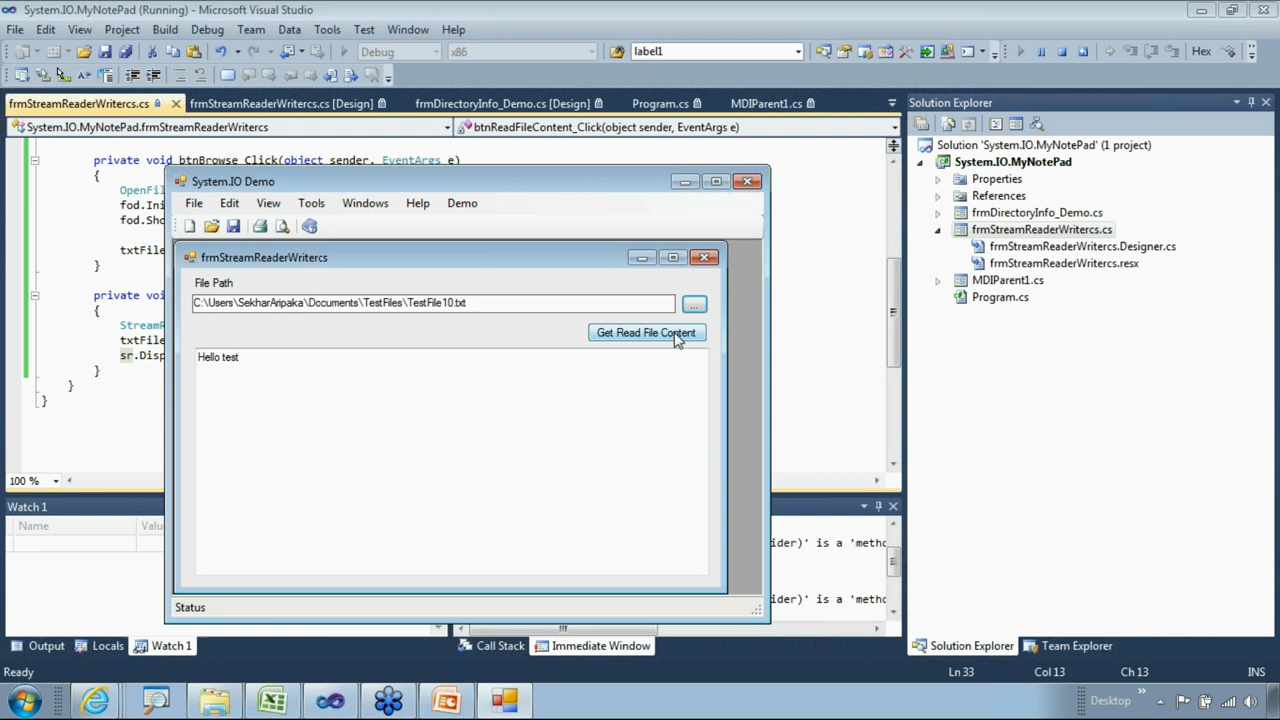 System.IO.MyNotePad (Running) - Microsoft Visual Studio
File Edit View Project Build Debug Team Data Tools Test Window Help
Debug x86 label1 Hex
frmStreamReaderWritercs.cs frmStreamReaderWritercs.cs [Design] frmDirectoryInfo_Demo.cs [Design] Program.cs MDIParent1.cs
System.IO.MyNotePad.frmStreamReaderWritercs btnReadFileContent_Click(object sender, EventArgs e)
private void btnBrowse_Click(object sender, EventArgs e)
{
OpenFil
fod.Ini
fod.Sho
txtFile
}
private voi
{
StreamR
txtFile
sr.Disp
}
}
}
System.IO Demo
File Edit View Tools Windows Help Demo
frmStreamReaderWritercs
File Path
C:\Users\SekharAripaka\Documents\TestFiles\TestFile10.txt
...
Get Read File Content
Hello test
Status
100 %
Watch 1
Name Valu
ider)' is a 'metho
ider)' is a 'metho
Output Locals Watch 1 Call Stack Immediate Window
Solution Explorer
Solution 'System.IO.MyNotePad' (1 project)
System.IO.MyNotePad
Properties
References
frmDirectoryInfo_Demo.cs
frmStreamReaderWritercs.cs
frmStreamReaderWritercs.Designer.cs
frmStreamReaderWritercs.resx
MDIParent1.cs
Program.cs
Solution Explorer Team Explorer
Ready Ln 33 Col 13 Ch 13 INS
Desktop